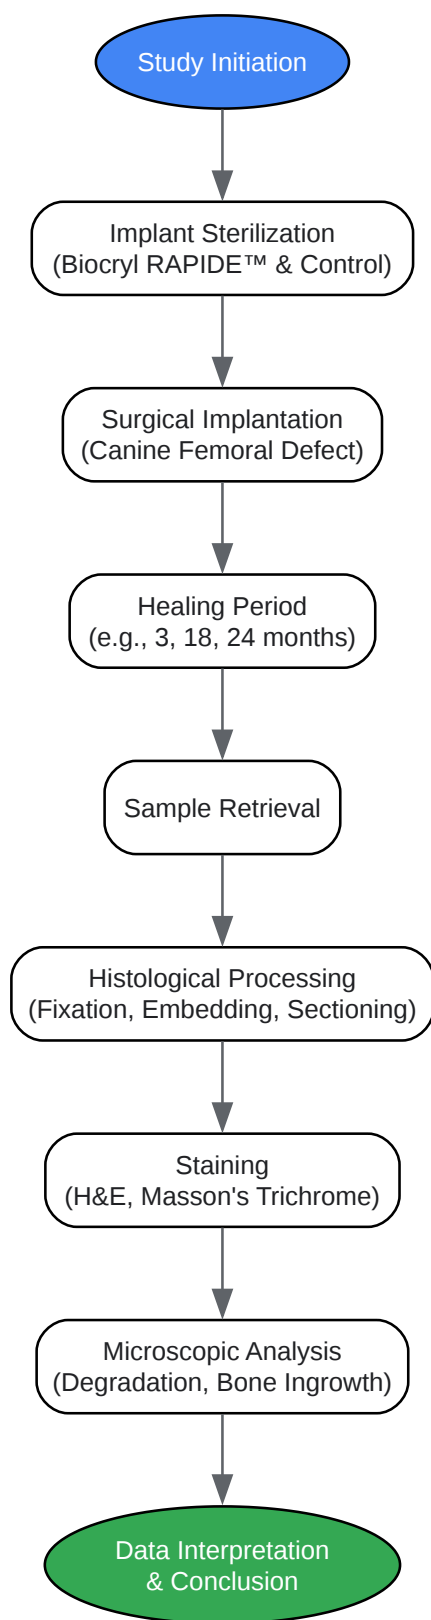 Study Initiation
Implant Sterilization
(Biocryl RAPIDE™ & Control)
Surgical Implantation
(Canine Femoral Defect)
Healing Period
(e.g., 3, 18, 24 months)
Sample Retrieval
Histological Processing
(Fixation, Embedding, Sectioning)
Staining
(H&E, Masson's Trichrome)
Microscopic Analysis
(Degradation, Bone Ingrowth)
Data Interpretation
& Conclusion